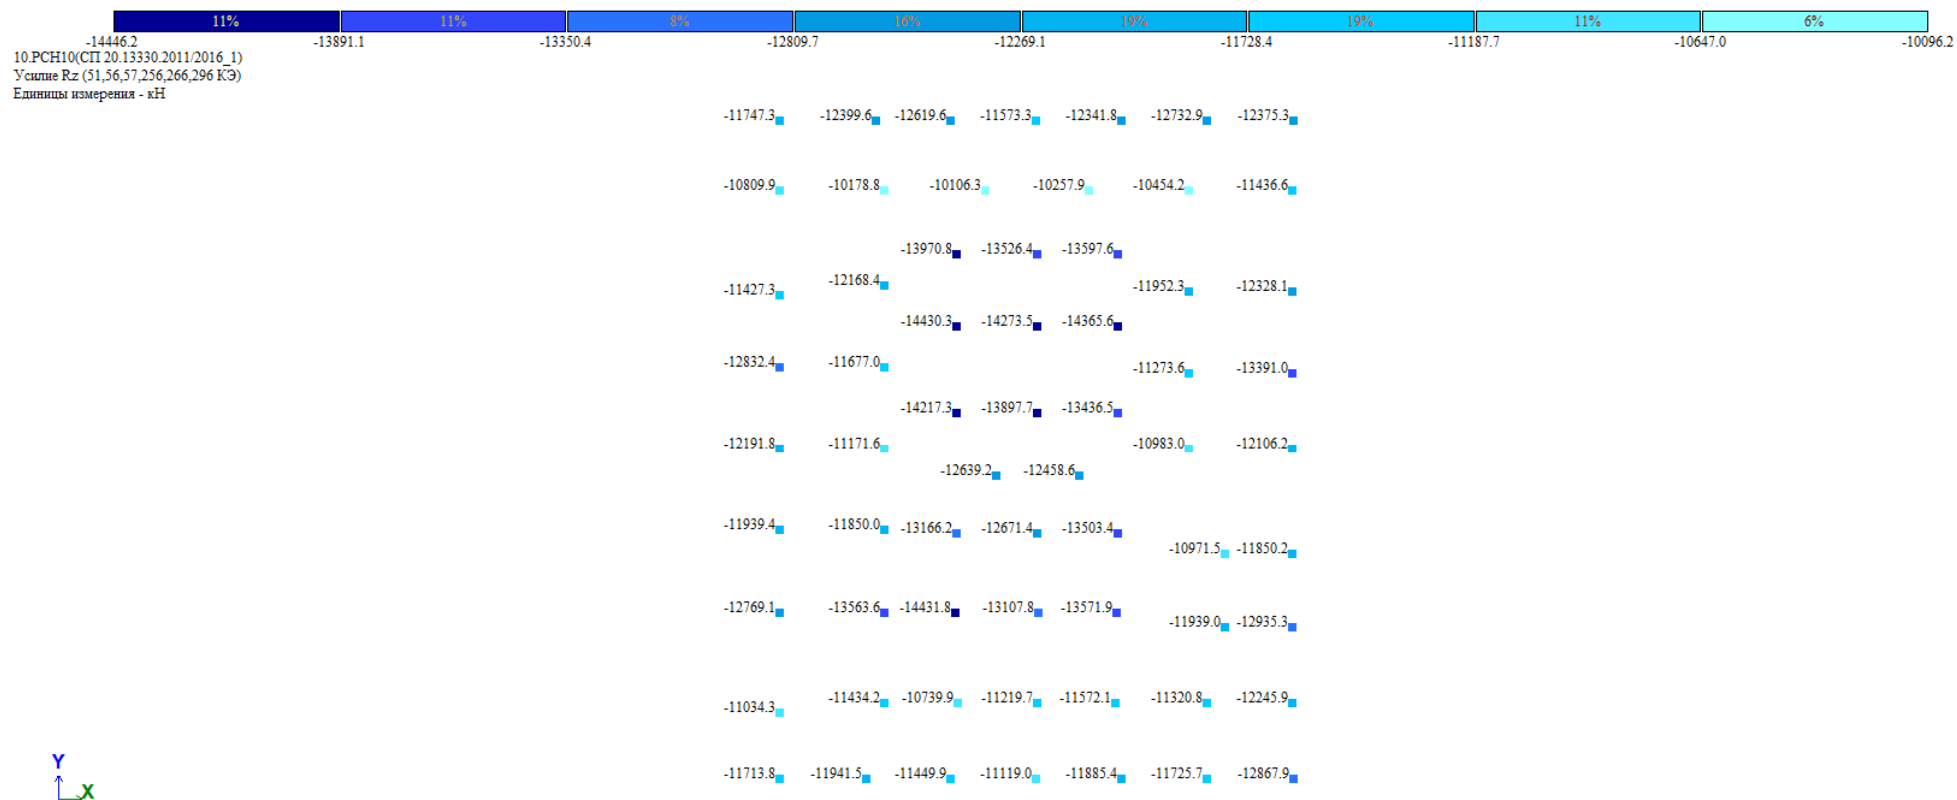 11% 11% 8% 16% 19% 19% 11% 6%
-14446.2 -13891.1 -13350.4 -12809.7 -12269.1 -11728.4 -11187.7 -10647.0 -10096.2
10.РСН10(СП 20.13330.2011/2016_1)
Усилие Rz (51,56,57,256,266,296 КЭ)
Единицы измерения - кН
-11747.3 -12399.6 -12619.6 -11573.3 -12341.8 -12732.9 -12375.3
-10809.9 -10178.8 -10106.3 -10257.9 -10454.2 -11436.6
-13970.8 -13526.4 -13597.6
-11427.3 -12168.4 -11952.3 -12328.1
-14430.3 -14273.5 -14365.6
-12832.4 -11677.0 -11273.6 -13391.0
-14217.3 -13897.7 -13436.5
-12191.8 -11171.6 -10983.0 -12106.2
-12639.2 -12458.6
-11939.4 -11850.0 -13166.2 -12671.4 -13503.4
-10971.5 -11850.2
-12769.1 -13563.6 -14431.8 -13107.8 -13571.9
-11939.0 -12935.3
-11034.3 -11434.2 -10739.9 -11219.7 -11572.1 -11320.8 -12245.9
-11713.8 -11941.5 -11449.9 -11119.0 -11885.4 -11725.7 -12867.9
Y
X